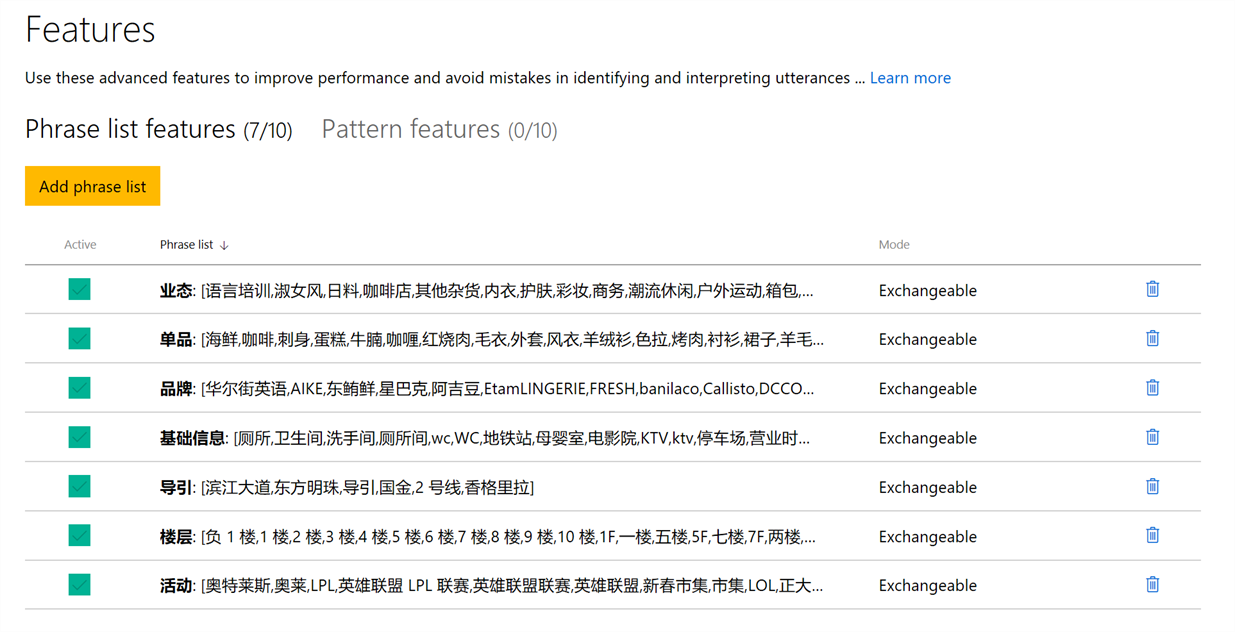 Features
Use these advanced features to improve performance and avoid mistakes in identifying and interpreting utterances ... Learn more
Phrase list features (7/10) Pattern features (0/10)
Add phrase list
Active Phrase list ↓ Mode
业态: [语言培训,淑女风,日料,咖啡店,其他杂货,内衣,护肤,彩妆,商务,潮流休闲,户外运动,箱包,... Exchangeable
单品: [海鲜,咖啡,刺身,蛋糕,牛腩,咖喱,红烧肉,毛衣,外套,风衣,羊绒衫,色拉,烤肉,衬衫,裙子,羊毛... Exchangeable
品牌: [华尔街英语,AIKE,东鲔鲜,星巴克,阿吉豆,EtamLINGERIE,FRESH,banilaco,Callisto,DCCO... Exchangeable
基础信息: [厕所,卫生间,洗手间,厕所间,wc,WC,地铁站,母婴室,电影院,KTV,ktv,停车场,营业时... Exchangeable
导引: [滨江大道,东方明珠,导引,国金,2 号线,香格里拉] Exchangeable
楼层: [负 1 楼,1 楼,2 楼,3 楼,4 楼,5 楼,6 楼,7 楼,8 楼,9 楼,10 楼,1F,一楼,五楼,5F,七楼,7F,两楼,... Exchangeable
活动: [奥特莱斯,奥莱,LPL,英雄联盟 LPL 联赛,英雄联盟联赛,英雄联盟,新春市集,市集,LOL,正大... Exchangeable